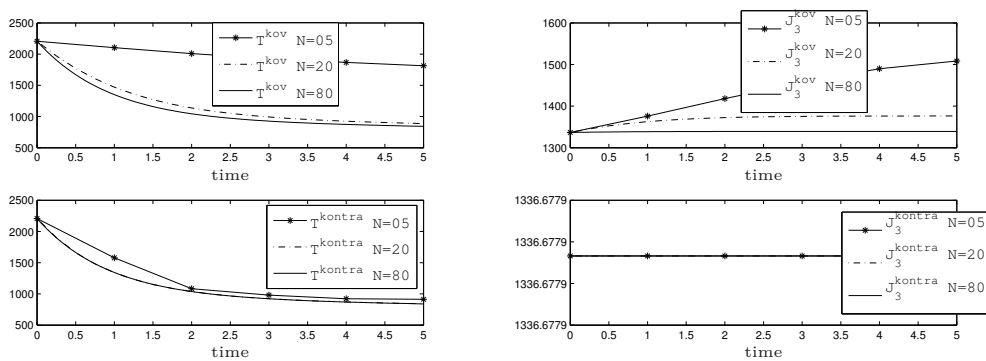 2500
2000
1500
1000
500
0 0.5 1 1.5 2 2.5 3 3.5 4 4.5 5
time
T^kov N=05
T^kov N=20
T^kov N=80
1600
1500
1400
1300
0 0.5 1 1.5 2 2.5 3 3.5 4 4.5 5
time
J_3^kov N=05
J_3^kov N=20
J_3^kov N=80
2500
2000
1500
1000
500
0 0.5 1 1.5 2 2.5 3 3.5 4 4.5 5
time
T^kontra N=05
T^kontra N=20
T^kontra N=80
1336.6779
1336.6779
1336.6779
1336.6779
0 0.5 1 1.5 2 2.5 3 3.5 4 4.5 5
time
J_3^kontra N=05
J_3^kontra N=20
J_3^kontra N=80